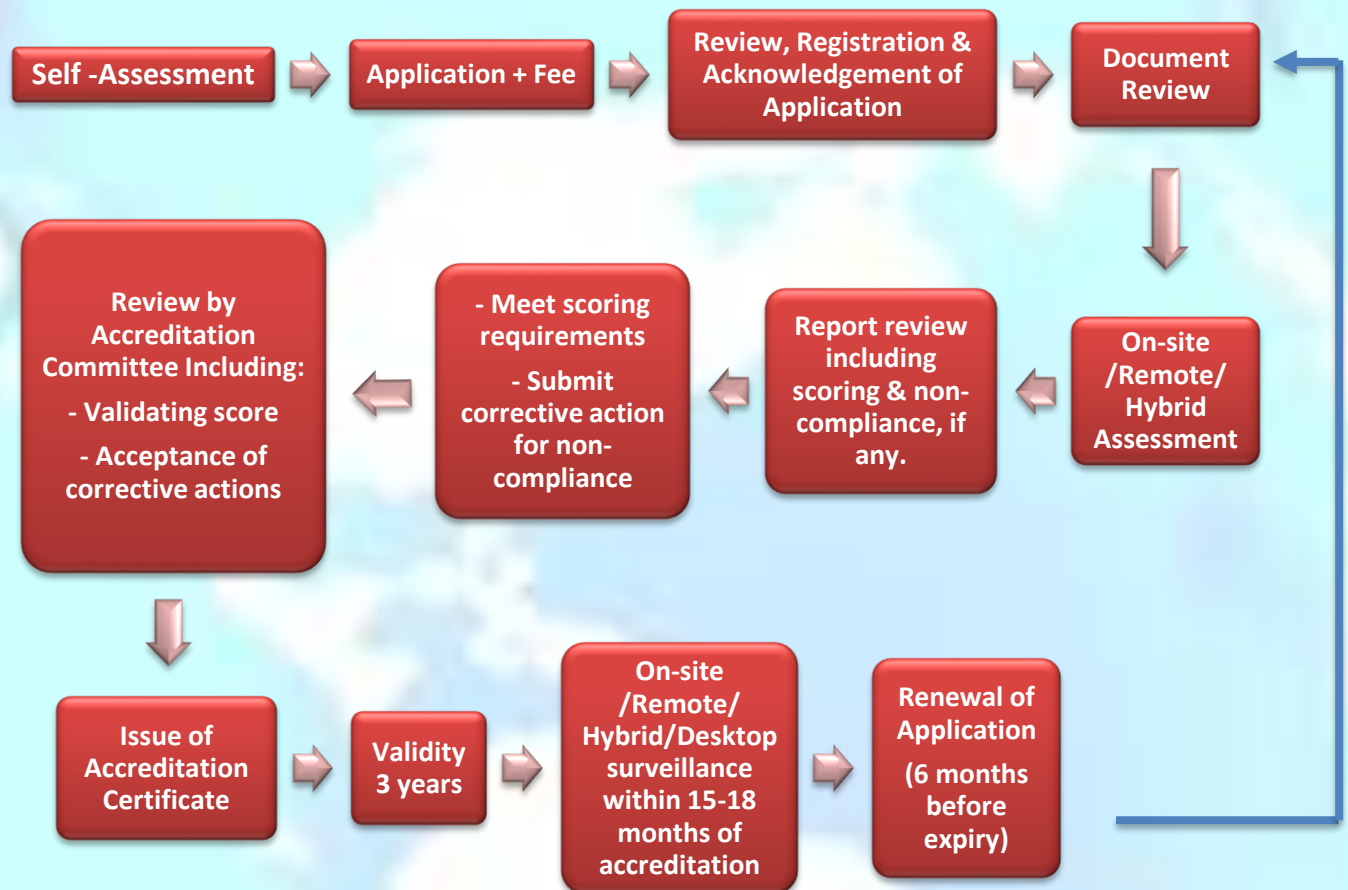 Self -Assessment
Application + Fee
Review, Registration &
Acknowledgement of
Application
Document
Review
On-site
/Remote/
Hybrid
Assessment
Report review
including
scoring & non-
compliance, if
any.
- Meet scoring
requirements
- Submit
corrective action
for non-
compliance
Review by
Accreditation
Committee Including:
- Validating score
- Acceptance of
corrective actions
Issue of
Accreditation
Certificate
Validity
3 years
On-site
/Remote/
Hybrid/Desktop
surveillance
within 15-18
months of
accreditation
Renewal of
Application
(6 months
before
expiry)